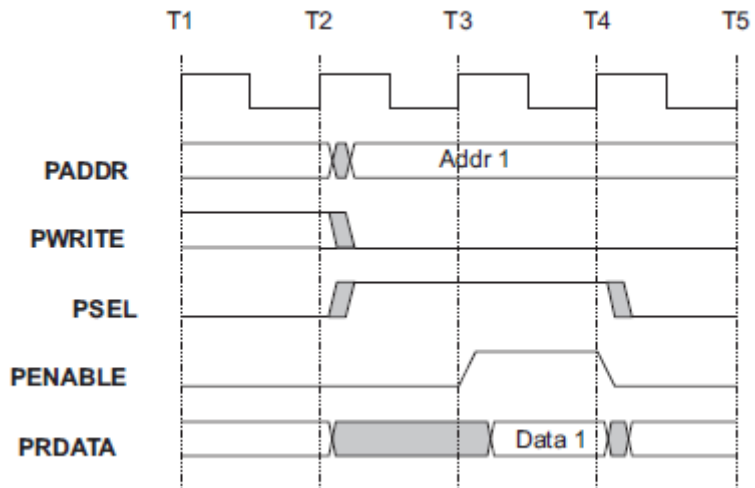 T1 T2 T3 T4 T5
PADDR Addr 1
PWRITE
PSEL
PENABLE
PRDATA Data 1